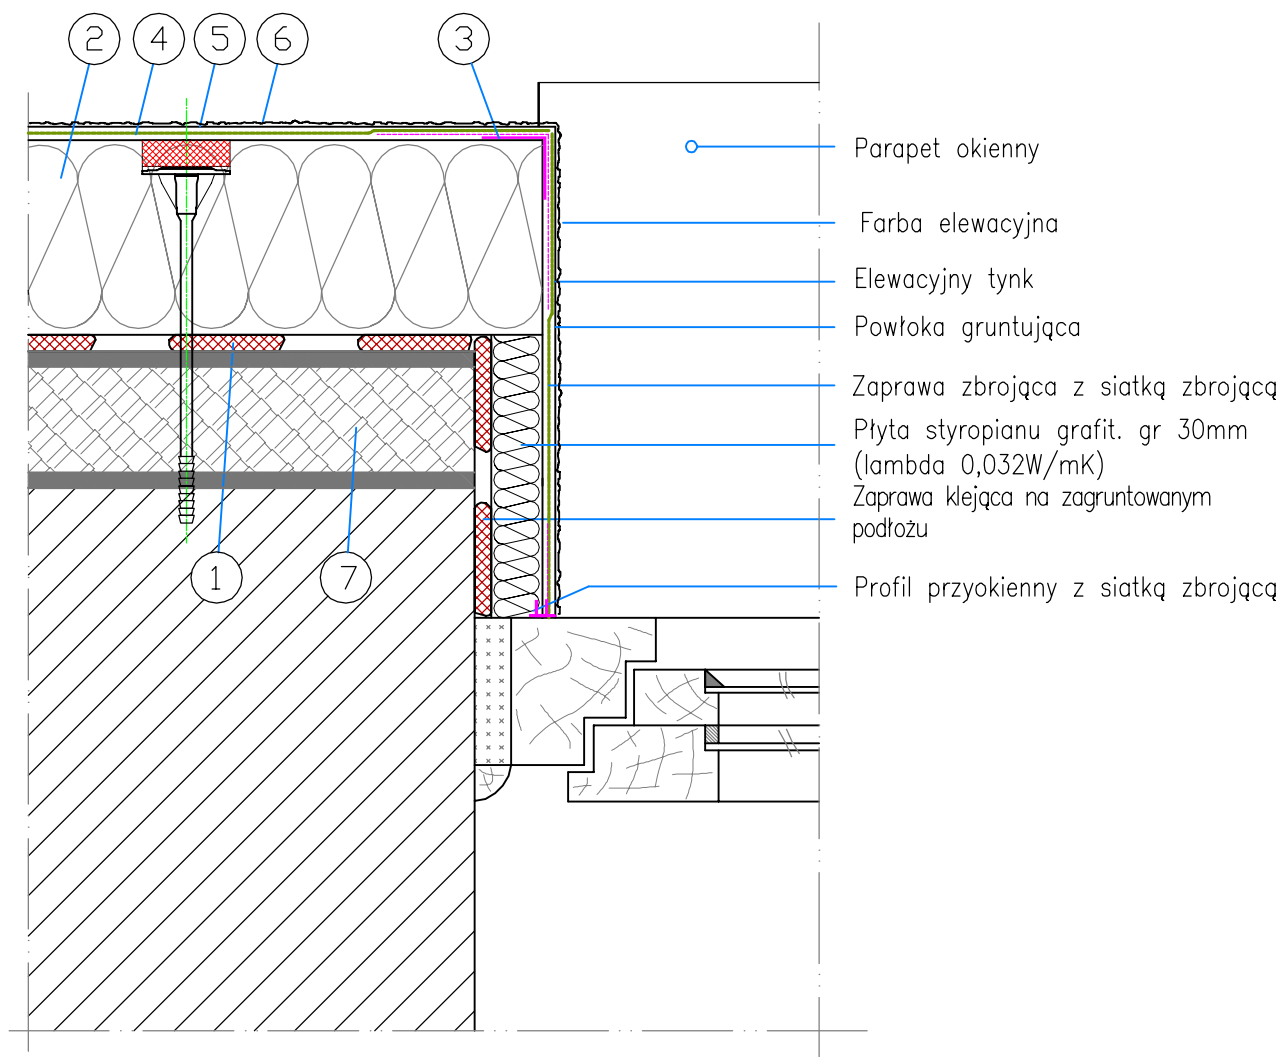 2 4 5 6 3
Parapet okienny
Farba elewacyjna
Elewacyjny tynk
Powłoka gruntująca
Zaprawa zbrojąca z siatką zbrojącą
Płyta styropianu grafit. gr 30mm
(lambda 0,032W/mK)
Zaprawa klejąca na zagruntowanym
podłożu
1 7
Profil przyokienny z siatką zbrojącą